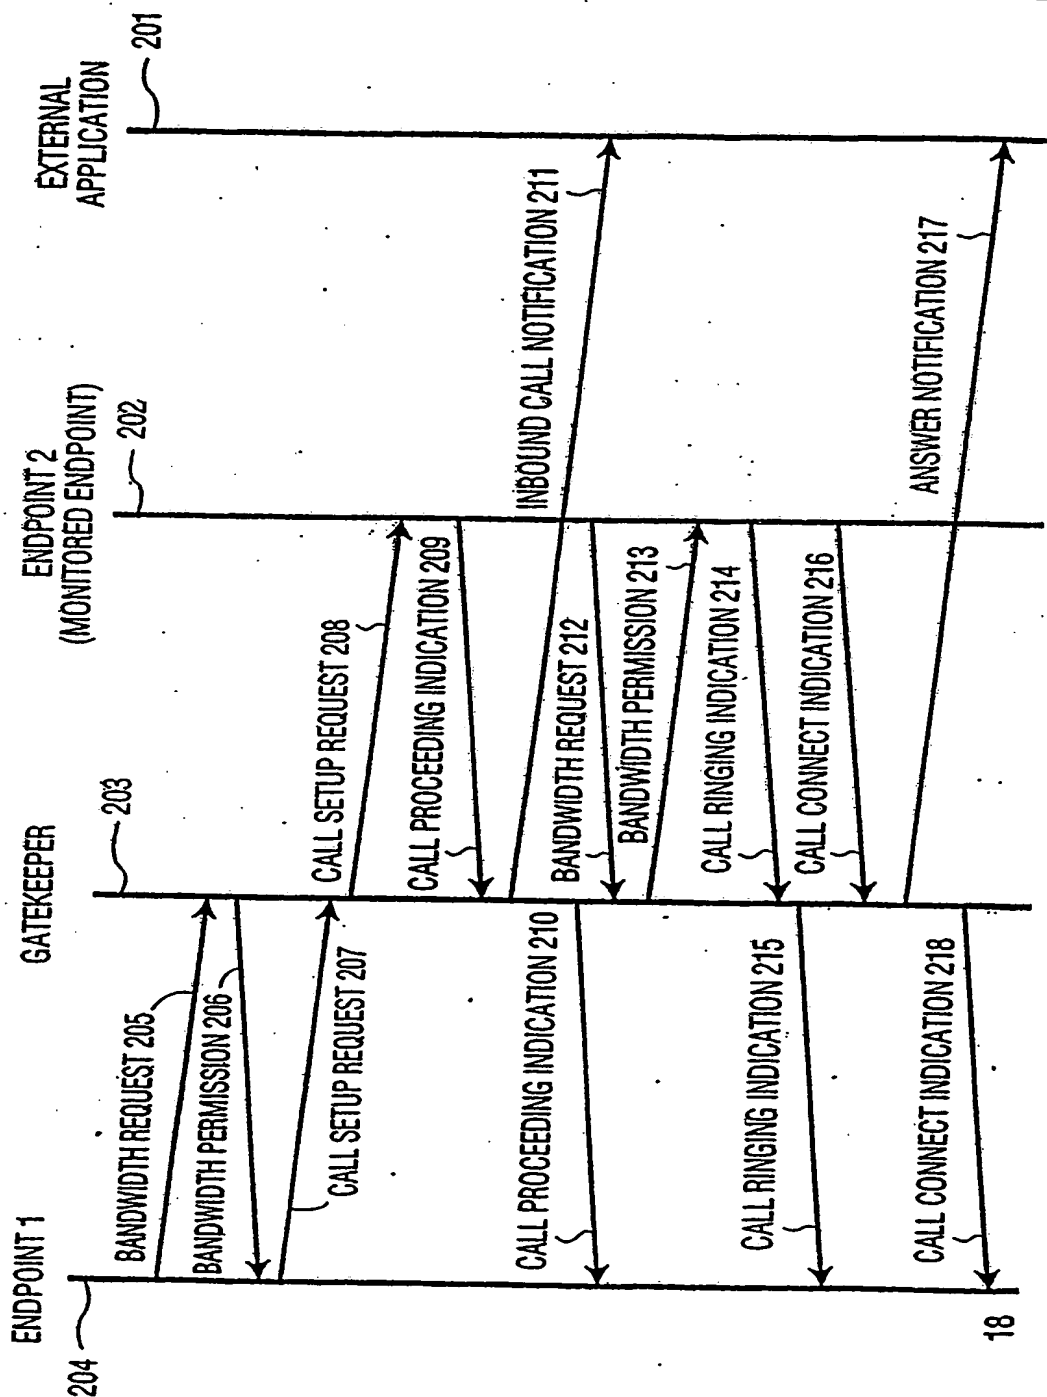 ENDPOINT 1
204
GATEKEEPER
203
ENDPOINT 2
(MONITORED ENDPOINT)
202
EXTERNAL
APPLICATION
201
BANDWIDTH REQUEST 205
BANDWIDTH PERMISSION 206
CALL SETUP REQUEST 207
CALL SETUP REQUEST 208
CALL PROCEEDING INDICATION 209
CALL PROCEEDING INDICATION 210
INBOUND CALL NOTIFICATION 211
BANDWIDTH REQUEST 212
BANDWIDTH PERMISSION 213
CALL RINGING INDICATION 214
CALL RINGING INDICATION 215
CALL CONNECT INDICATION 216
ANSWER NOTIFICATION 217
CALL CONNECT INDICATION 218
18